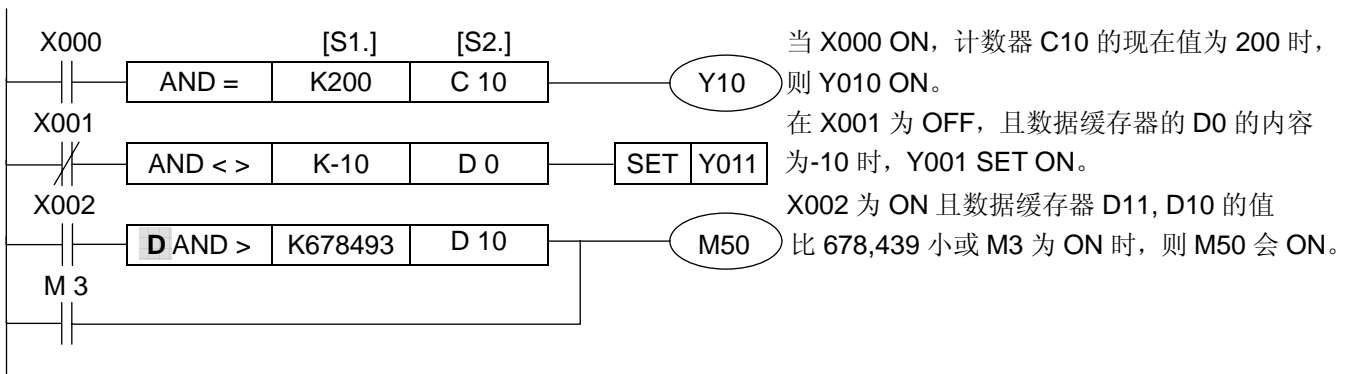 X000 [S1.] [S2.] 当 X000 ON，计数器 C10 的现在值为 200 时，
AND = K200 C 10 Y10 则 Y010 ON。
X001 在 X001 为 OFF，且数据缓存器的 D0 的内容
AND < > K-10 D 0 SET Y011 为-10 时，Y001 SET ON。
X002 X002 为 ON 且数据缓存器 D11, D10 的值
D AND > K678493 D 10 M50 比 678,439 小或 M3 为 ON 时，则 M50 会 ON。
M 3